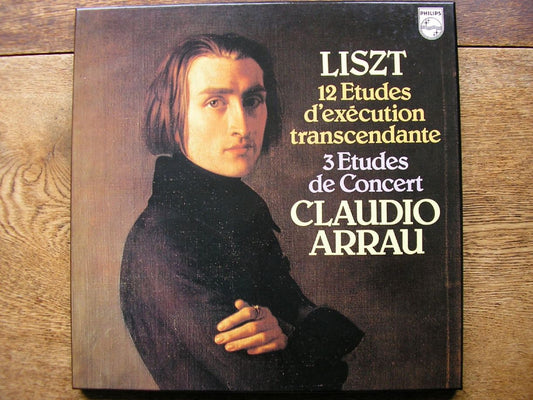 PHILIPS
LISZT
12 Etudes
d'exécution
transcendante
3 Etudes
de Concert
CLAUDIO
ARRAU